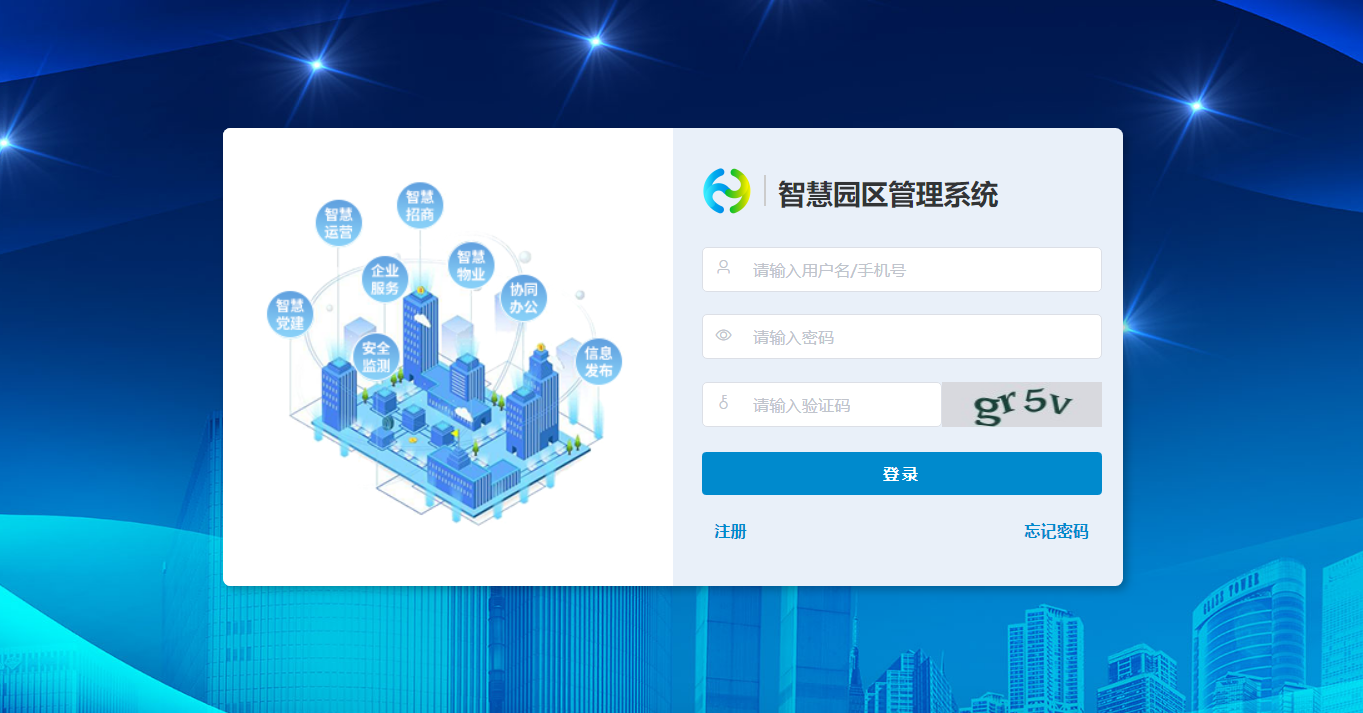 智慧
招商
智慧
运营
智慧
物业
企业
服务
协同
办公
智慧
党建
安全
监测
信息
发布
智慧园区管理系统
请输入用户名/手机号
请输入密码
请输入验证码
gr5v
登录
注册
忘记密码
GLASS TOWER